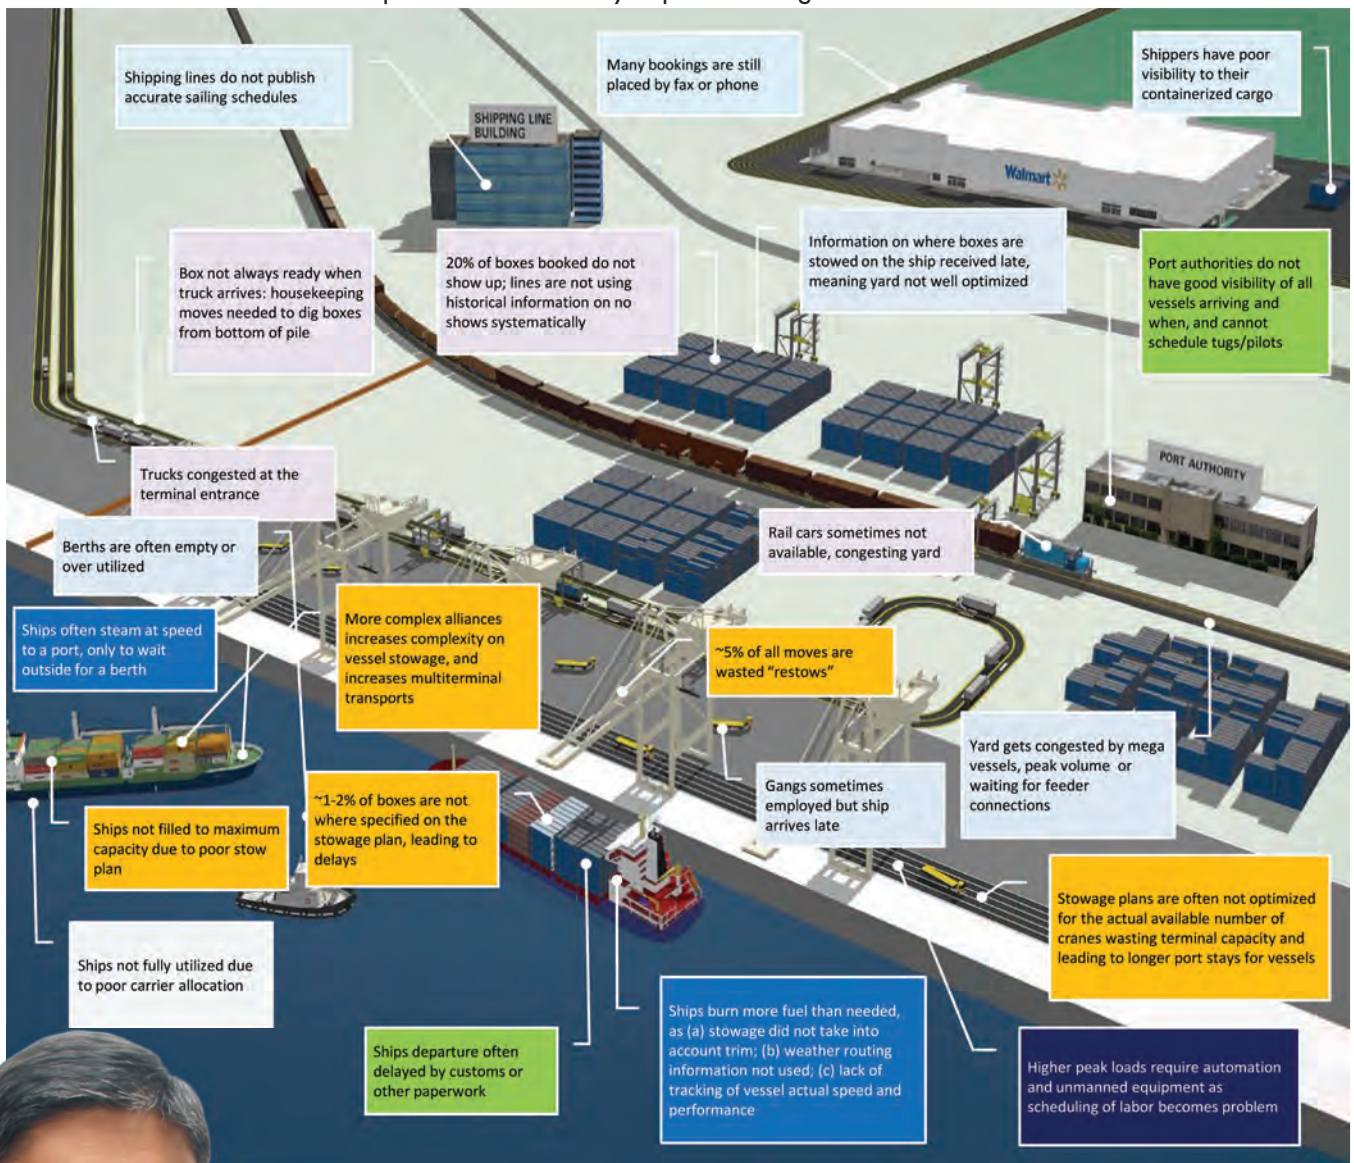 Shipping lines do not publish
accurate sailing schedules
Many bookings are still
placed by fax or phone
Shippers have poor
visibility to their
containerized cargo
SHIPPING LINE
BUILDING
Walmart
Box not always ready when
truck arrives: housekeeping
moves needed to dig boxes
from bottom of pile
20% of boxes booked do not
show up; lines are not using
historical information on no
shows systematically
Information on where boxes are
stowed on the ship received late,
meaning yard not well optimized
Port authorities do not
have good visibility of all
vessels arriving and
when, and cannot
schedule tugs/pilots
Trucks congested at the
terminal entrance
PORT AUTHORITY
Berths are often empty or
over utilized
Rail cars sometimes not
available, congesting yard
Ships often steam at speed
to a port, only to wait
outside for a berth
More complex alliances
increases complexity on
vessel stowage, and
increases multiterminal
transports
~5% of all moves are
wasted “restows”
Yard gets congested by mega
vessels, peak volume or
waiting for feeder
connections
Gangs sometimes
employed but ship
arrives late
~1-2% of boxes are not
where specified on the
stowage plan, leading to
delays
Ships not filled to maximum
capacity due to poor stow
plan
Stowage plans are often not optimized
for the actual available number of
cranes wasting terminal capacity and
leading to longer port stays for vessels
Ships not fully utilized due
to poor carrier allocation
Ships departure often
delayed by customs or
other paperwork
Ships burn more fuel than needed,
as (a) stowage did not take into
account trim; (b) weather routing
information not used; (c) lack of
tracking of vessel actual speed and
performance
Higher peak loads require automation
and unmanned equipment as
scheduling of labor becomes problem